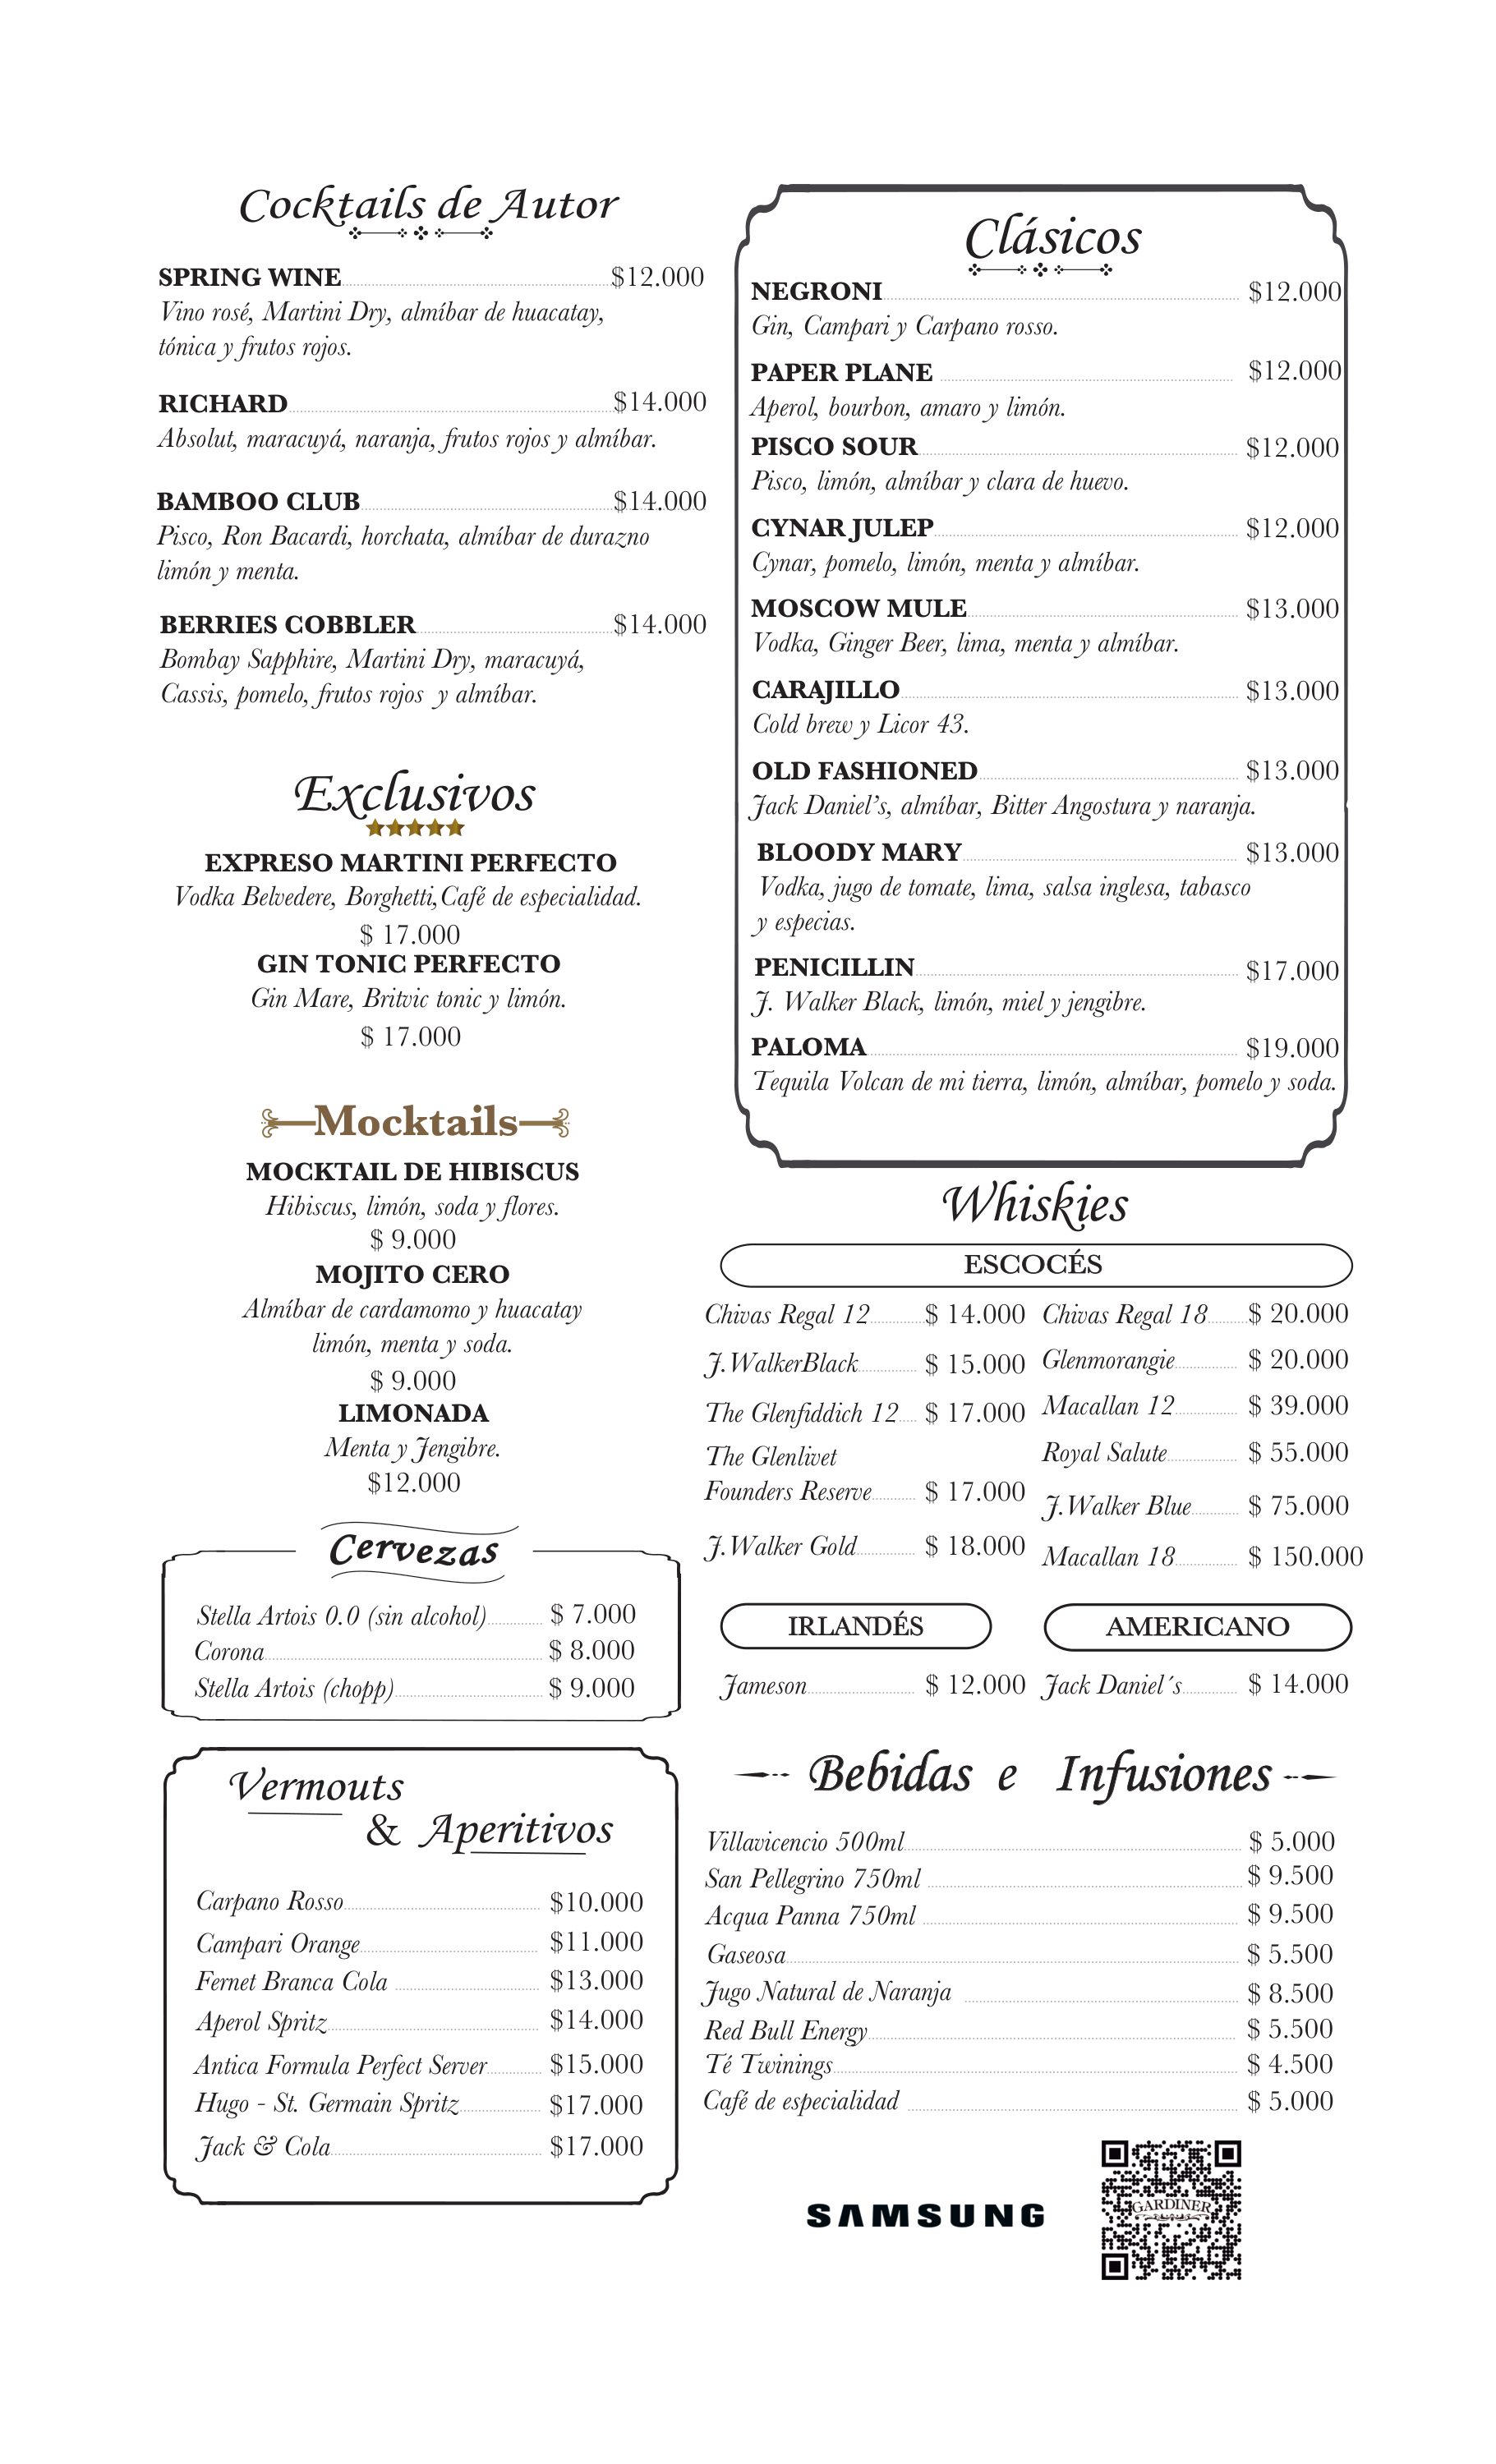 Cocktails de Autor
SPRING WINE $12.000
Vino rosé, Martini Dry, almíbar de huacatay,
tónica y frutos rojos.
RICHARD $14.000
Absolut, maracuyá, naranja, frutos rojos y almíbar.
BAMBOO CLUB $14.000
Pisco, Ron Bacardi, horchata, almíbar de durazno
limón y menta.
BERRIES COBBLER $14.000
Bombay Sapphire, Martini Dry, maracuyá,
Cassis, pomelo, frutos rojos y almíbar.
Exclusivos
EXPRESO MARTINI PERFECTO
Vodka Belvedere, Borghetti,Café de especialidad.
$ 17.000
GIN TONIC PERFECTO
Gin Mare, Britvic tonic y limón.
$ 17.000
Mocktails
MOCKTAIL DE HIBISCUS
Hibiscus, limón, soda y flores.
$ 9.000
MOJITO CERO
Almíbar de cardamomo y huacatay
limón, menta y soda.
$ 9.000
LIMONADA
Menta y Jengibre.
$12.000
Cervezas
Stella Artois 0.0 (sin alcohol) $ 7.000
Corona $ 8.000
Stella Artois (chopp) $ 9.000
Vermouts
& Aperitivos
Carpano Rosso $10.000
Campari Orange $11.000
Fernet Branca Cola $13.000
Aperol Spritz $14.000
Antica Formula Perfect Server $15.000
Hugo - St. Germain Spritz $17.000
Jack & Cola $17.000
Clásicos
NEGRONI $12.000
Gin, Campari y Carpano rosso.
PAPER PLANE $12.000
Aperol, bourbon, amaro y limón.
PISCO SOUR $12.000
Pisco, limón, almíbar y clara de huevo.
CYNAR JULEP $12.000
Cynar, pomelo, limón, menta y almíbar.
MOSCOW MULE $13.000
Vodka, Ginger Beer, lima, menta y almíbar.
CARAJILLO $13.000
Cold brew y Licor 43.
OLD FASHIONED $13.000
Jack Daniel's, almíbar, Bitter Angostura y naranja.
BLOODY MARY $13.000
Vodka, jugo de tomate, lima, salsa inglesa, tabasco
y especias.
PENICILLIN $17.000
J. Walker Black, limón, miel y jengibre.
PALOMA $19.000
Tequila Volcan de mi tierra, limón, almíbar, pomelo y soda.
Whiskies
ESCOCÉS
Chivas Regal 12 $ 14.000
J.WalkerBlack $ 15.000
The Glenfiddich 12 $ 17.000
The Glenlivet
Founders Reserve $ 17.000
J.Walker Gold $ 18.000
Chivas Regal 18 $ 20.000
Glenmorangie $ 20.000
Macallan 12 $ 39.000
Royal Salute $ 55.000
J.Walker Blue $ 75.000
Macallan 18 $ 150.000
IRLANDÉS
Jameson $ 12.000
AMERICANO
Jack Daniel´s $ 14.000
Bebidas e Infusiones
Villavicencio 500ml $ 5.000
San Pellegrino 750ml $ 9.500
Acqua Panna 750ml $ 9.500
Gaseosa $ 5.500
Jugo Natural de Naranja $ 8.500
Red Bull Energy $ 5.500
Té Twinings $ 4.500
Café de especialidad $ 5.000
SAMSUNG
GARDINER